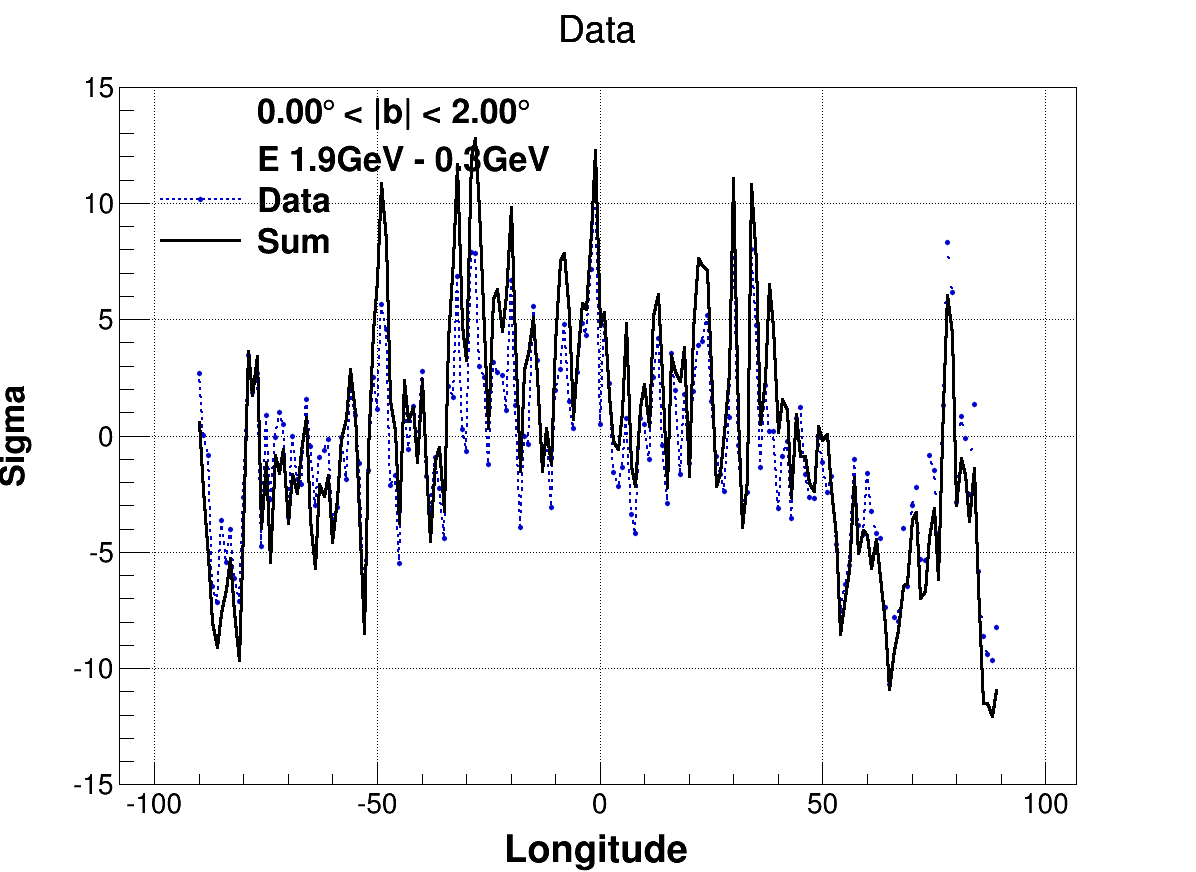 Data
15
10
5
0
-5
-10
-15
Sigma
0.00° < |b| < 2.00°
E 1.9GeV - 0.3GeV
Data
Sum
-100 -50 0 50 100
Longitude